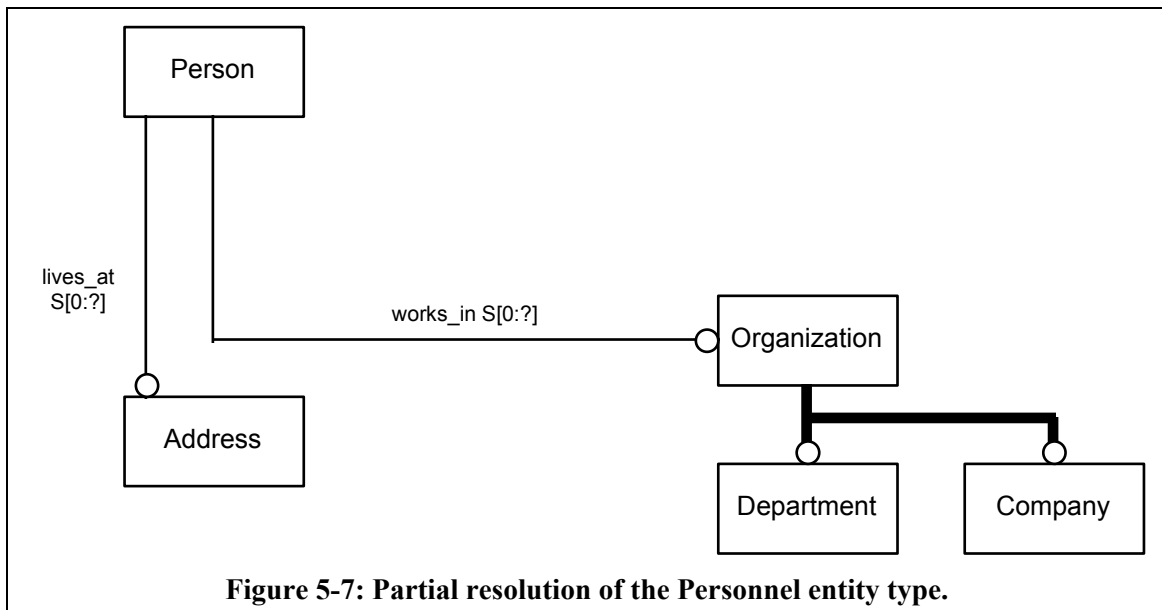 Person
lives_at
S[0:?]
works_in S[0:?]
Organization
Address
Department
Company
Figure 5-7: Partial resolution of the Personnel entity type.